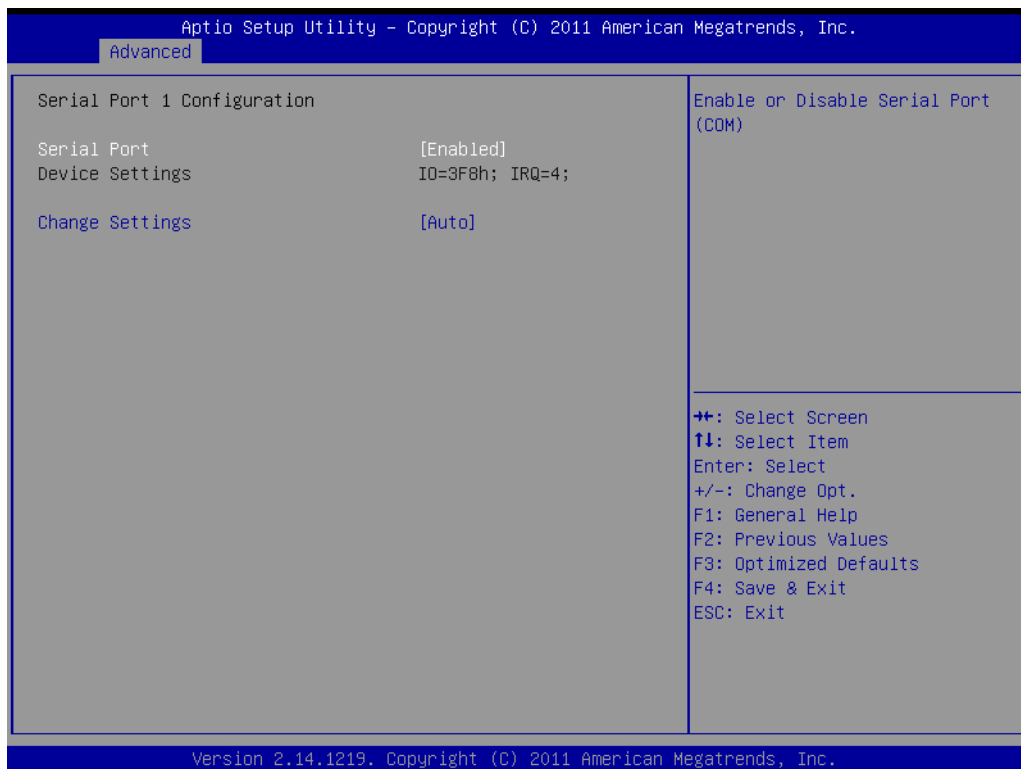 Aptio Setup Utility – Copyright (C) 2011 American Megatrends, Inc.
Advanced
Serial Port 1 Configuration
Serial Port [Enabled]
Device Settings IO=3F8h; IRQ=4;
Change Settings [Auto]
Enable or Disable Serial Port
(COM)
→←: Select Screen
↑↓: Select Item
Enter: Select
+/-: Change Opt.
F1: General Help
F2: Previous Values
F3: Optimized Defaults
F4: Save & Exit
ESC: Exit
Version 2.14.1219. Copyright (C) 2011 American Megatrends, Inc.